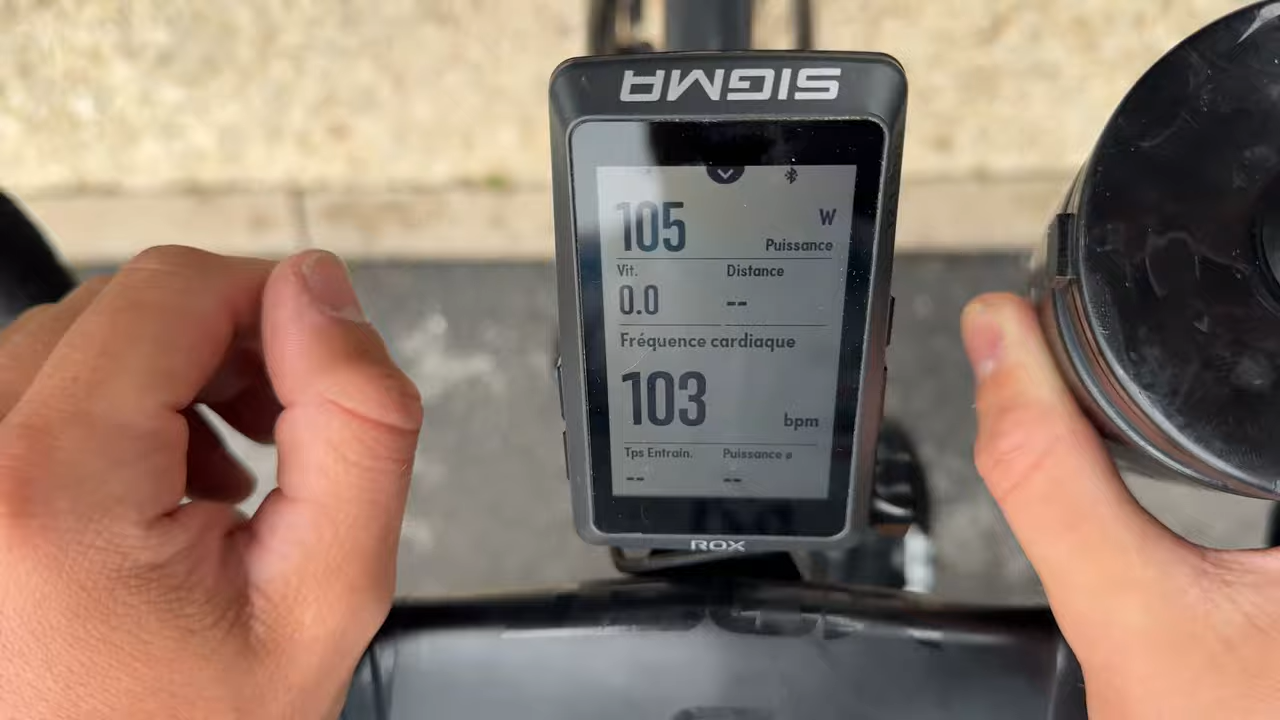 SIGMA
105 W
Puissance
Vit. Distance
0.0 --
Fréquence cardiaque
103 bpm
Tps Entrain. Puissance ø
-- --
ROX